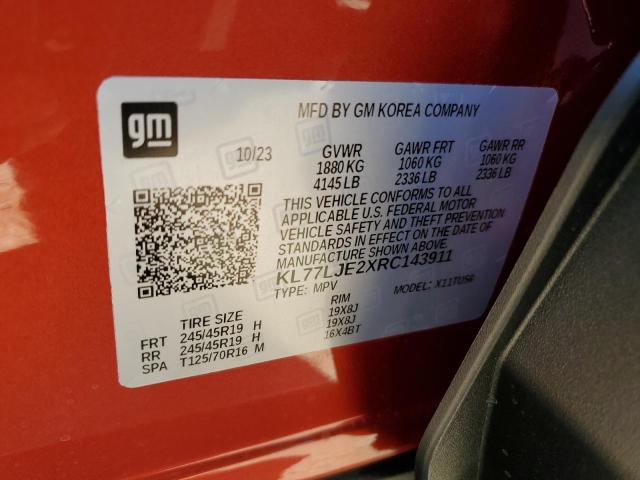 gm
MFD BY GM KOREA COMPANY
10/23 GVWR GAWR FRT GAWR RR
1880 KG 1060 KG 1060 KG
4145 LB 2336 LB 2336 LB
THIS VEHICLE CONFORMS TO ALL
APPLICABLE U.S. FEDERAL MOTOR
VEHICLE SAFETY AND THEFT PREVENTION
STANDARDS IN EFFECT ON THE DATE OF
MANUFACTURE SHOWN ABOVE.
KL77LJE2XRC143911
TYPE: MPV MODEL: X11TU58
TIRE SIZE RIM
FRT 245/45R19 H 19X8J
RR 245/45R19 H 19X8J
SPA T125/70R16 M 16X4BT